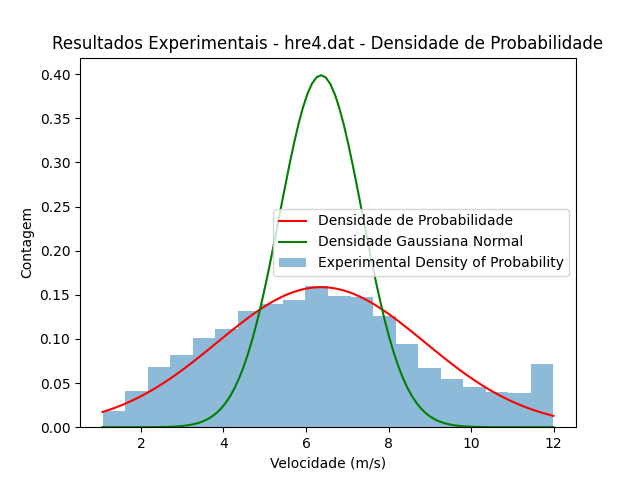 Resultados Experimentais - hre4.dat - Densidade de Probabilidade
0.40
0.35
0.30
0.25
0.20
0.15
0.10
0.05
0.00
Contagem
Densidade de Probabilidade
Densidade Gaussiana Normal
Experimental Density of Probability
2 4 6 8 10 12
Velocidade (m/s)